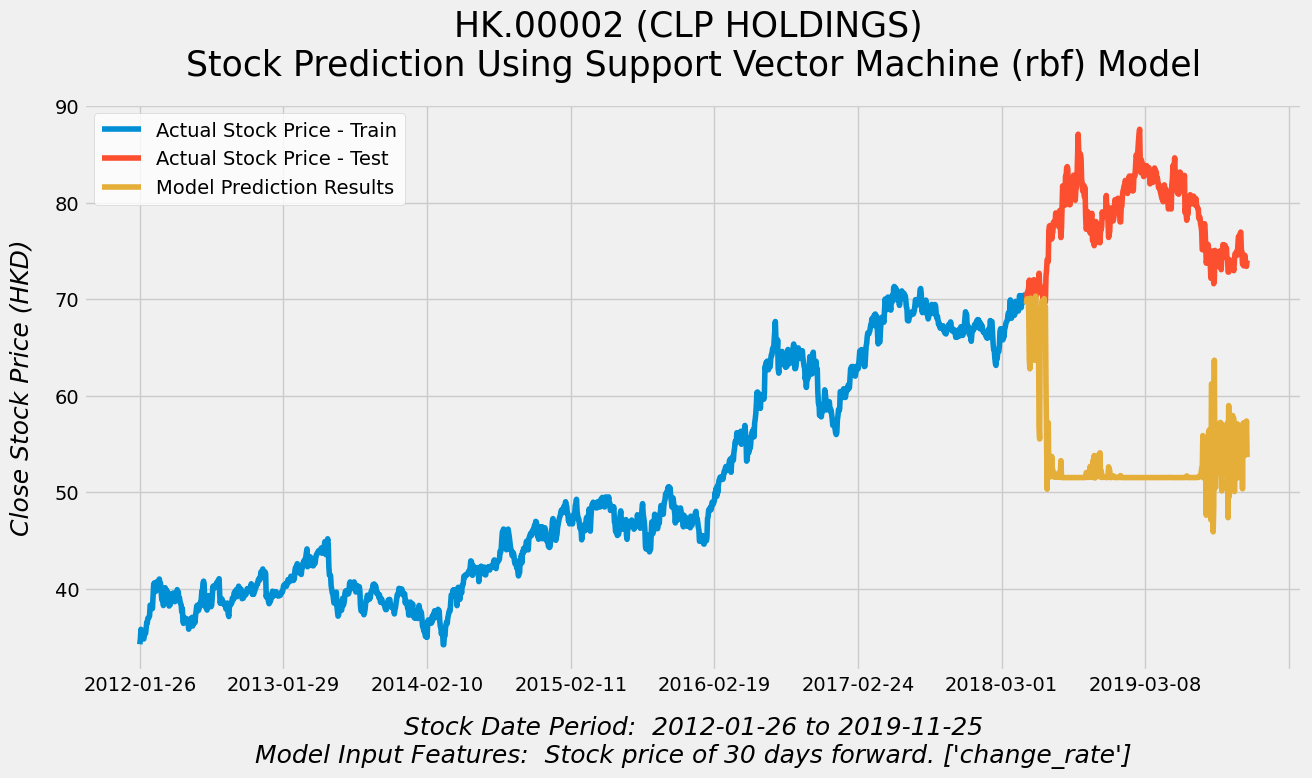 HK.00002 (CLP HOLDINGS)
Stock Prediction Using Support Vector Machine (rbf) Model
Actual Stock Price - Train
Actual Stock Price - Test
Model Prediction Results
Close Stock Price (HKD)
90
80
70
60
50
40
2012-01-26 2013-01-29 2014-02-10 2015-02-11 2016-02-19 2017-02-24 2018-03-01 2019-03-08
Stock Date Period:  2012-01-26 to 2019-11-25
Model Input Features:  Stock price of 30 days forward. ['change_rate']